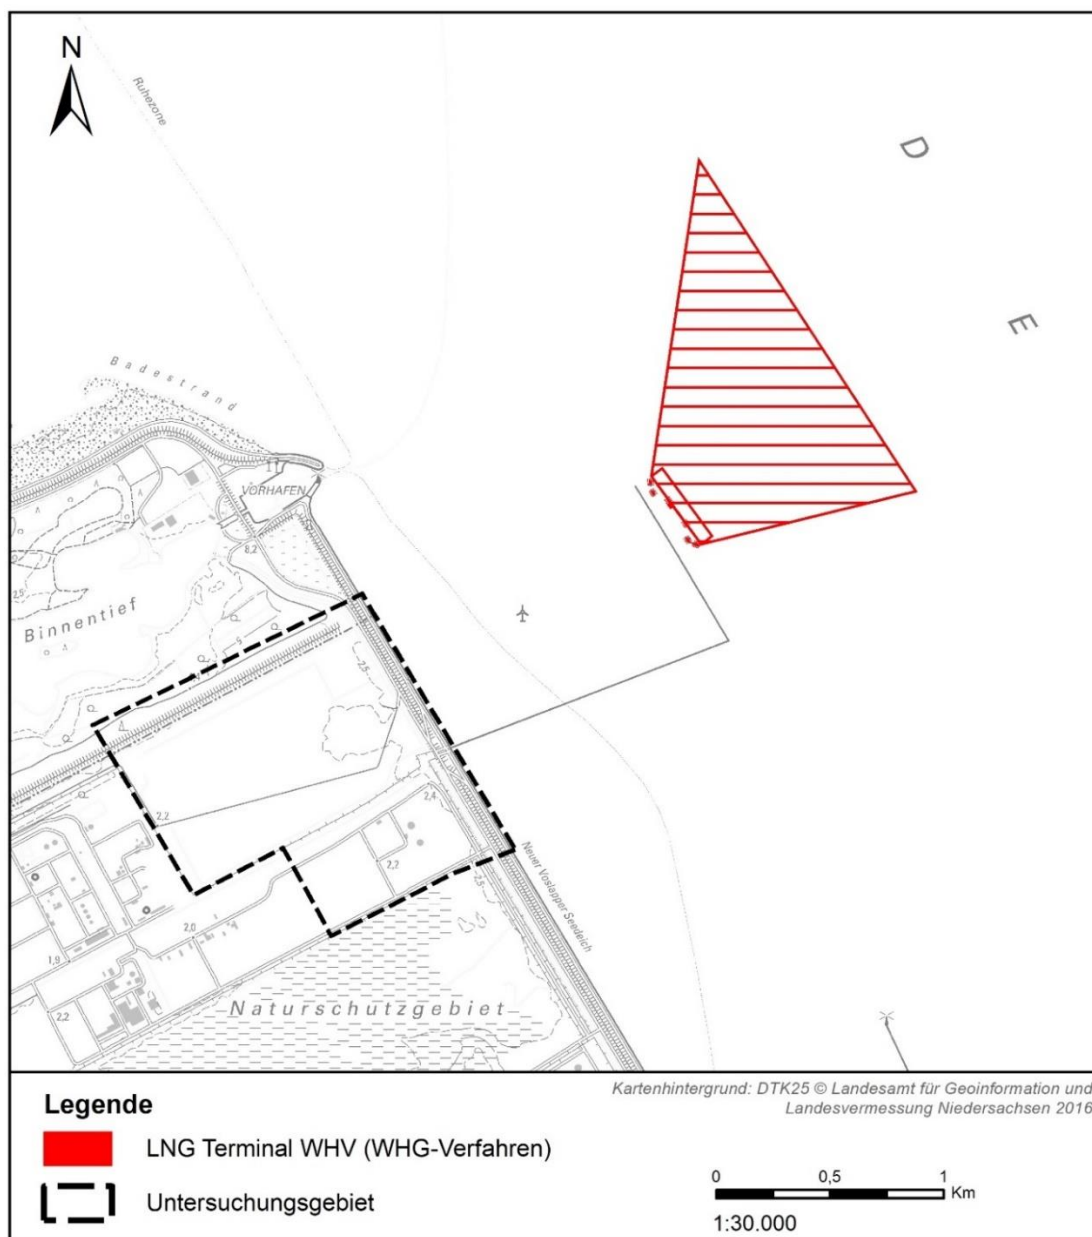 N
Ruhezone
D
E
Badestrand
VORHAFEN
8,2
2,5
Binnentief
2,5
2,2
2,4
2,2
Neuer Voslapper Seedeich
2,5
2,0
1,9
2,2
Naturschutzgebiet
Kartenhintergrund: DTK25 © Landesamt für Geoinformation und
Landesvermessung Niedersachsen 2016
Legende
LNG Terminal WHV (WHG-Verfahren)
Untersuchungsgebiet
0 0,5 1
Km
1:30.000